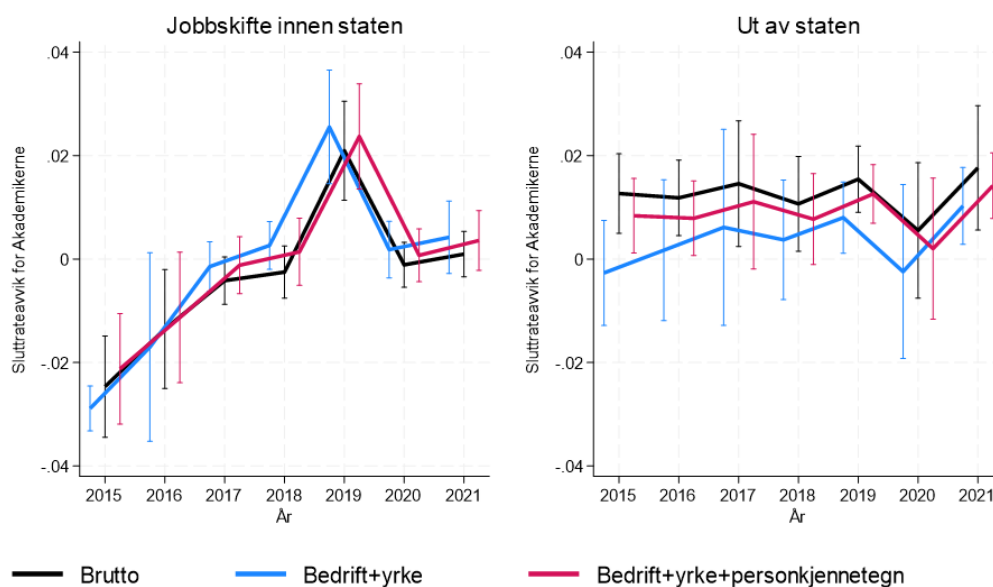 Jobbskifte innen staten
Sluttrateavvik for Akademikerne
.04
.02
0
-.02
-.04
2015 2016 2017 2018 2019 2020 2021
År
Ut av staten
Sluttrateavvik for Akademikerne
.04
.02
0
-.02
-.04
2015 2016 2017 2018 2019 2020 2021
År
Brutto Bedrift+yrke Bedrift+yrke+personkjennetegn